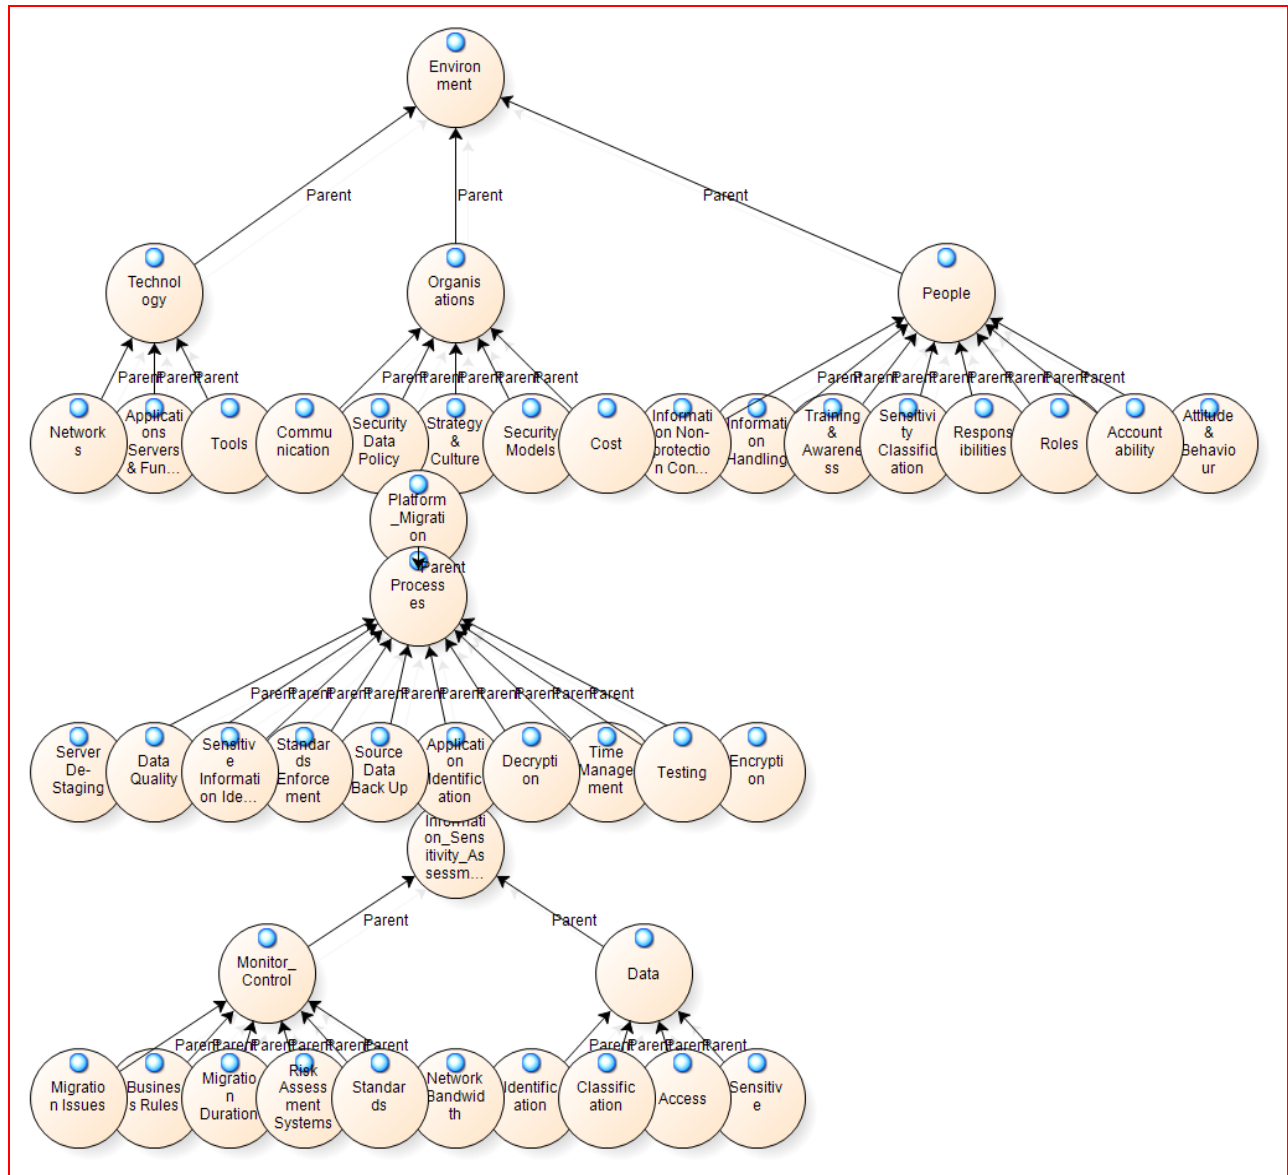 Environ
ment
Parent
Parent
Parent
Technol
ogy
Organis
ations
People
Parent
Parent
Parent
Parent
Parent
Parent
Parent
Parent
Parent
Parent
Parent
Parent
Parent
Parent
Network
s
Applicati
ons
Servers
& Fun...
Tools
Commu
nication
Security
Data
Policy
Strategy
&
Culture
Security
Models
Cost
Informati
on Non-
protectio
n Con...
Informati
on
Handling
Training
&
Awarene
ss
Sensitivi
ty
Classific
ation
Respons
ibilities
Roles
Account
ability
Attitude
&
Behaviou
r
Platform
_Migrati
on
Parent
Process
es
Parent
Parent
Parent
Parent
Parent
Parent
Parent
Parent
Parent
Server
De-
Staging
Data
Quality
Sensitiv
e
Informati
on Ide...
Standar
ds
Enforce
ment
Source
Data
Back Up
Applicati
on
Identific
ation
Decrypti
on
Time
Manage
ment
Testing
Encrypti
on
Informati
on_Sens
itivity_As
sessm...
Parent
Parent
Monitor_
Control
Data
Parent
Parent
Parent
Parent
Parent
Parent
Parent
Parent
Migratio
n Issues
Busines
s Rules
Migratio
n
Duration
Risk
Assess
ment
Systems
Standar
ds
Network
Bandwid
th
Identific
ation
Classific
ation
Access
Sensitiv
e